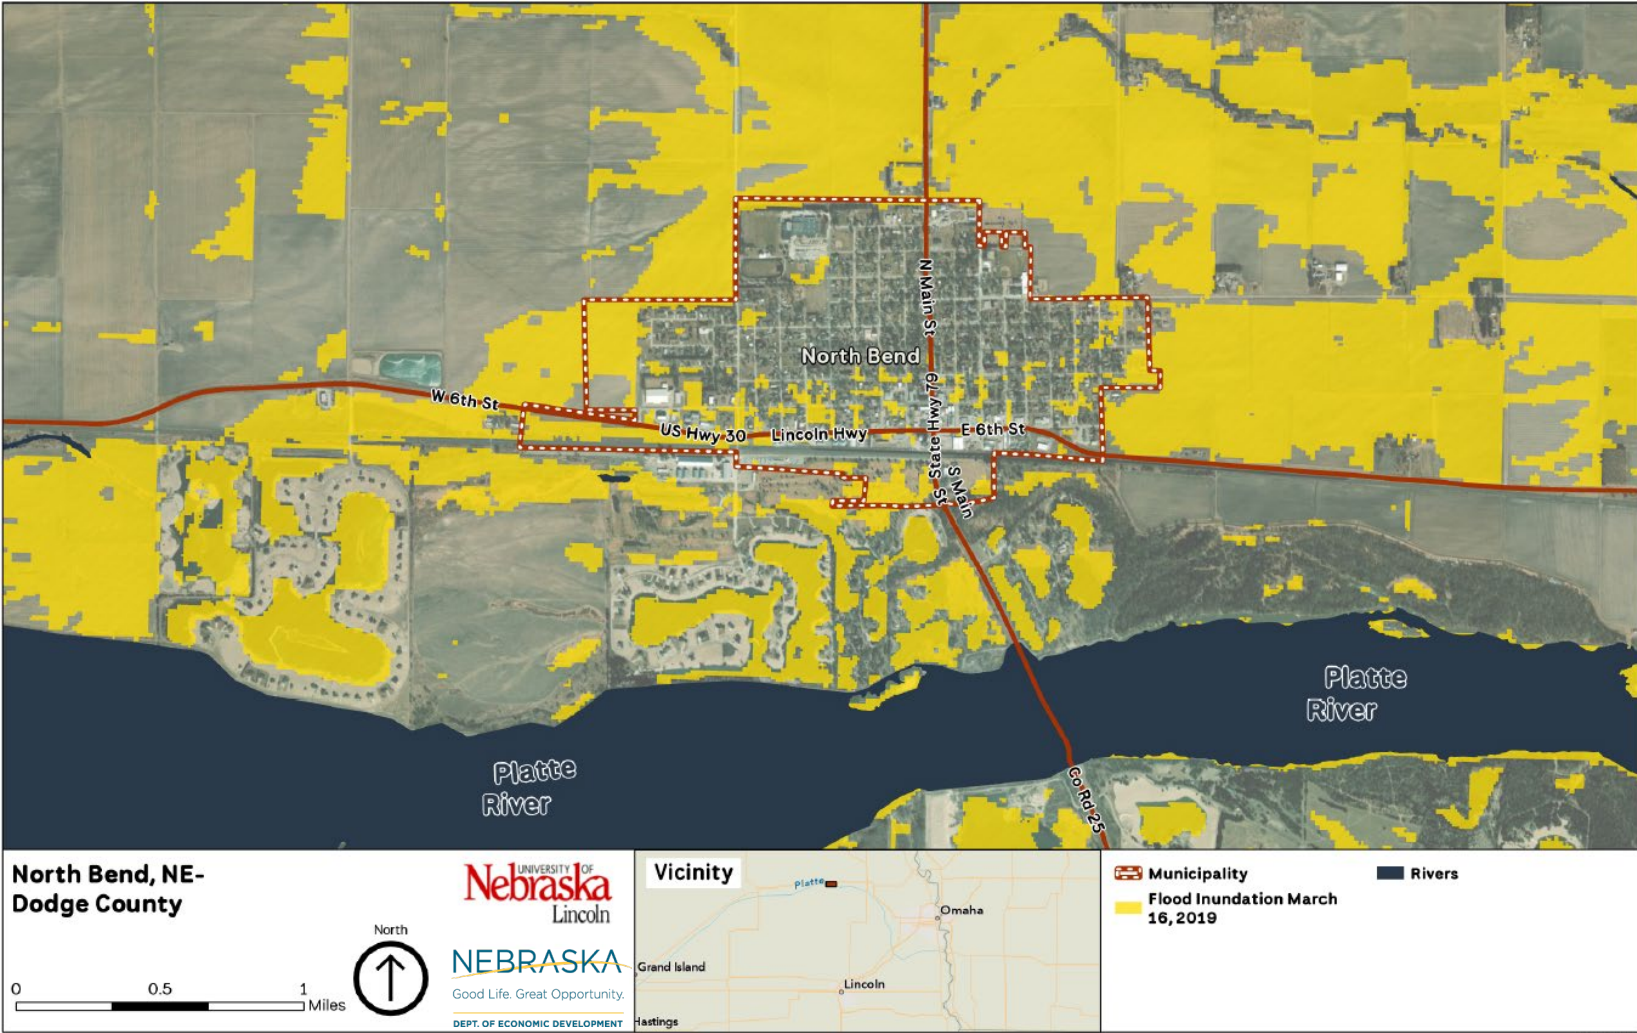 N Main St
North Bend
W 6th St
US Hwy 30
Lincoln Hwy
E 6th St
State Hwy 79
S Main
St
Platte
River
Platte
River
Co Rd 25
North Bend, NE-
Dodge County
0
0.5
1
Miles
North
UNIVERSITY OF
Nebraska
Lincoln
NEBRASKA
Good Life. Great Opportunity.
DEPT. OF ECONOMIC DEVELOPMENT
Vicinity
Platte
Omaha
Grand Island
Lincoln
Hastings
Municipality
Rivers
Flood Inundation March
16, 2019